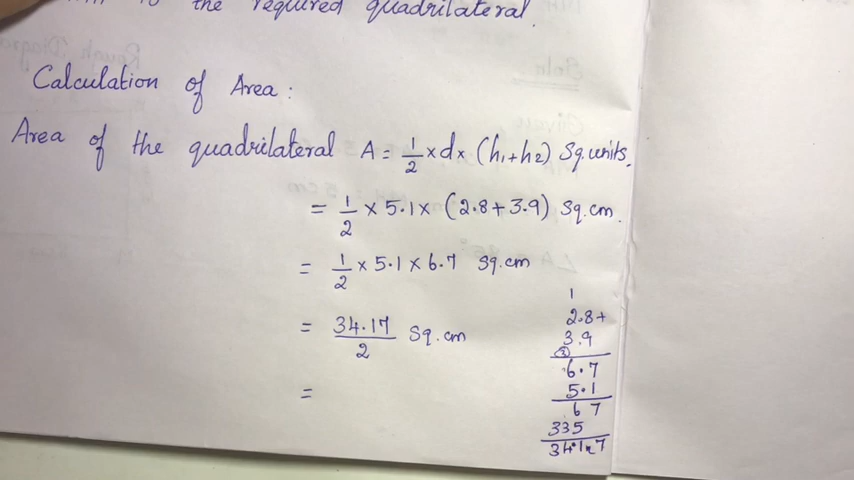 is the required quadrilateral.
Calculation of Area:
Area of the quadrilateral A = 1/2 × d × (h₁+h₂) Sq.units.
= 1/2 × 5.1 × (2.8+3.9) Sq.cm.
= 1/2 × 5.1 × 6.7 Sq.cm
= 34.17/2 Sq.cm
=
1
2.8+
3.9
6.7
5.1
67
335
34.17